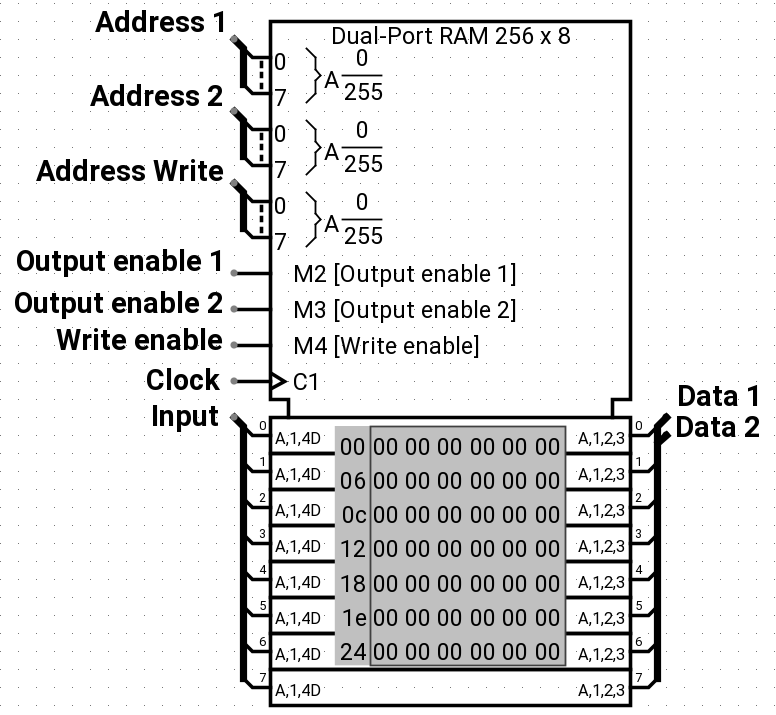 Address 1
Dual-Port RAM 256 x 8
0
7
A 0
255
Address 2
0
7
A 0
255
Address Write
0
7
A 0
255
Output enable 1
M2 [Output enable 1]
Output enable 2
M3 [Output enable 2]
Write enable
M4 [Write enable]
Clock
C1
Input
Data 1
Data 2
0 A,1,4D 00 00 00 00 00 00 00 A,1,2,3 0
1 A,1,4D 06 00 00 00 00 00 00 A,1,2,3 1
2 A,1,4D 0c 00 00 00 00 00 00 A,1,2,3 2
3 A,1,4D 12 00 00 00 00 00 00 A,1,2,3 3
4 A,1,4D 18 00 00 00 00 00 00 A,1,2,3 4
5 A,1,4D 1e 00 00 00 00 00 00 A,1,2,3 5
6 A,1,4D 24 00 00 00 00 00 00 A,1,2,3 6
7 A,1,4D A,1,2,3 7